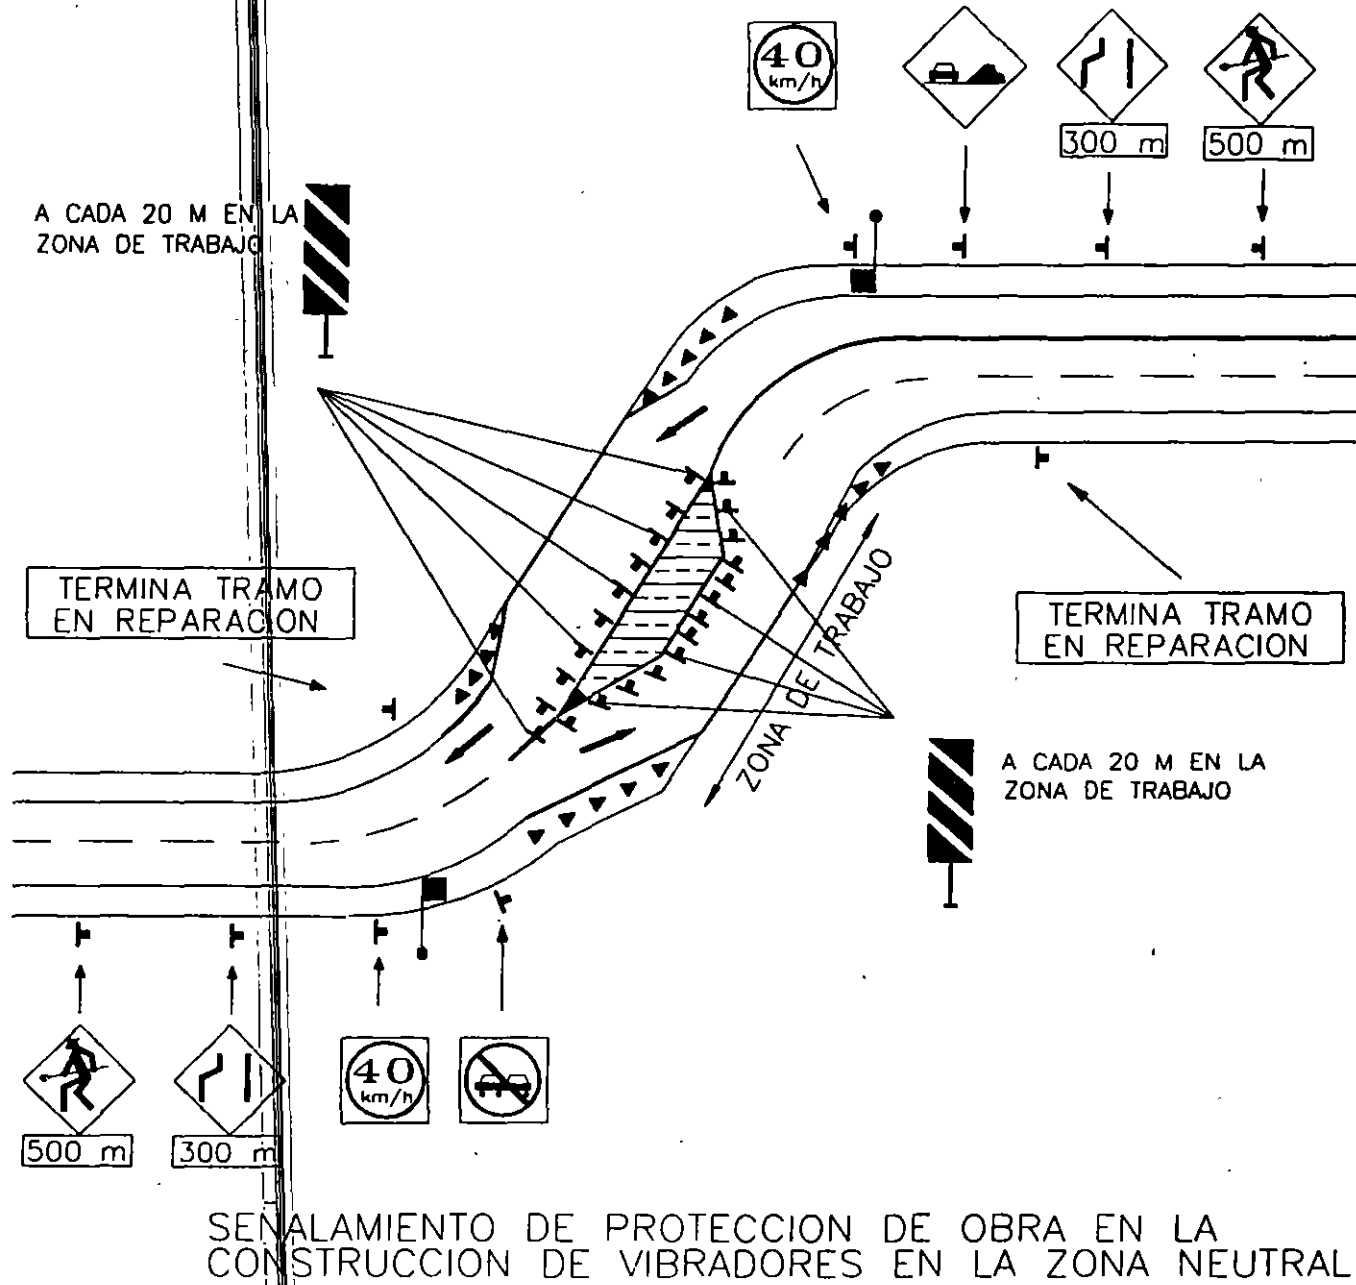 40
km/h
300 m
500 m
A CADA 20 M EN LA
ZONA DE TRABAJO
TERMINA TRAMO
EN REPARACION
ZONA DE TRABAJO
TERMINA TRAMO
EN REPARACION
A CADA 20 M EN LA
ZONA DE TRABAJO
40
km/h
500 m
300 m
SEÑALAMIENTO DE PROTECCION DE OBRA EN LA
CONSTRUCCION DE VIBRADORES EN LA ZONA NEUTRAL